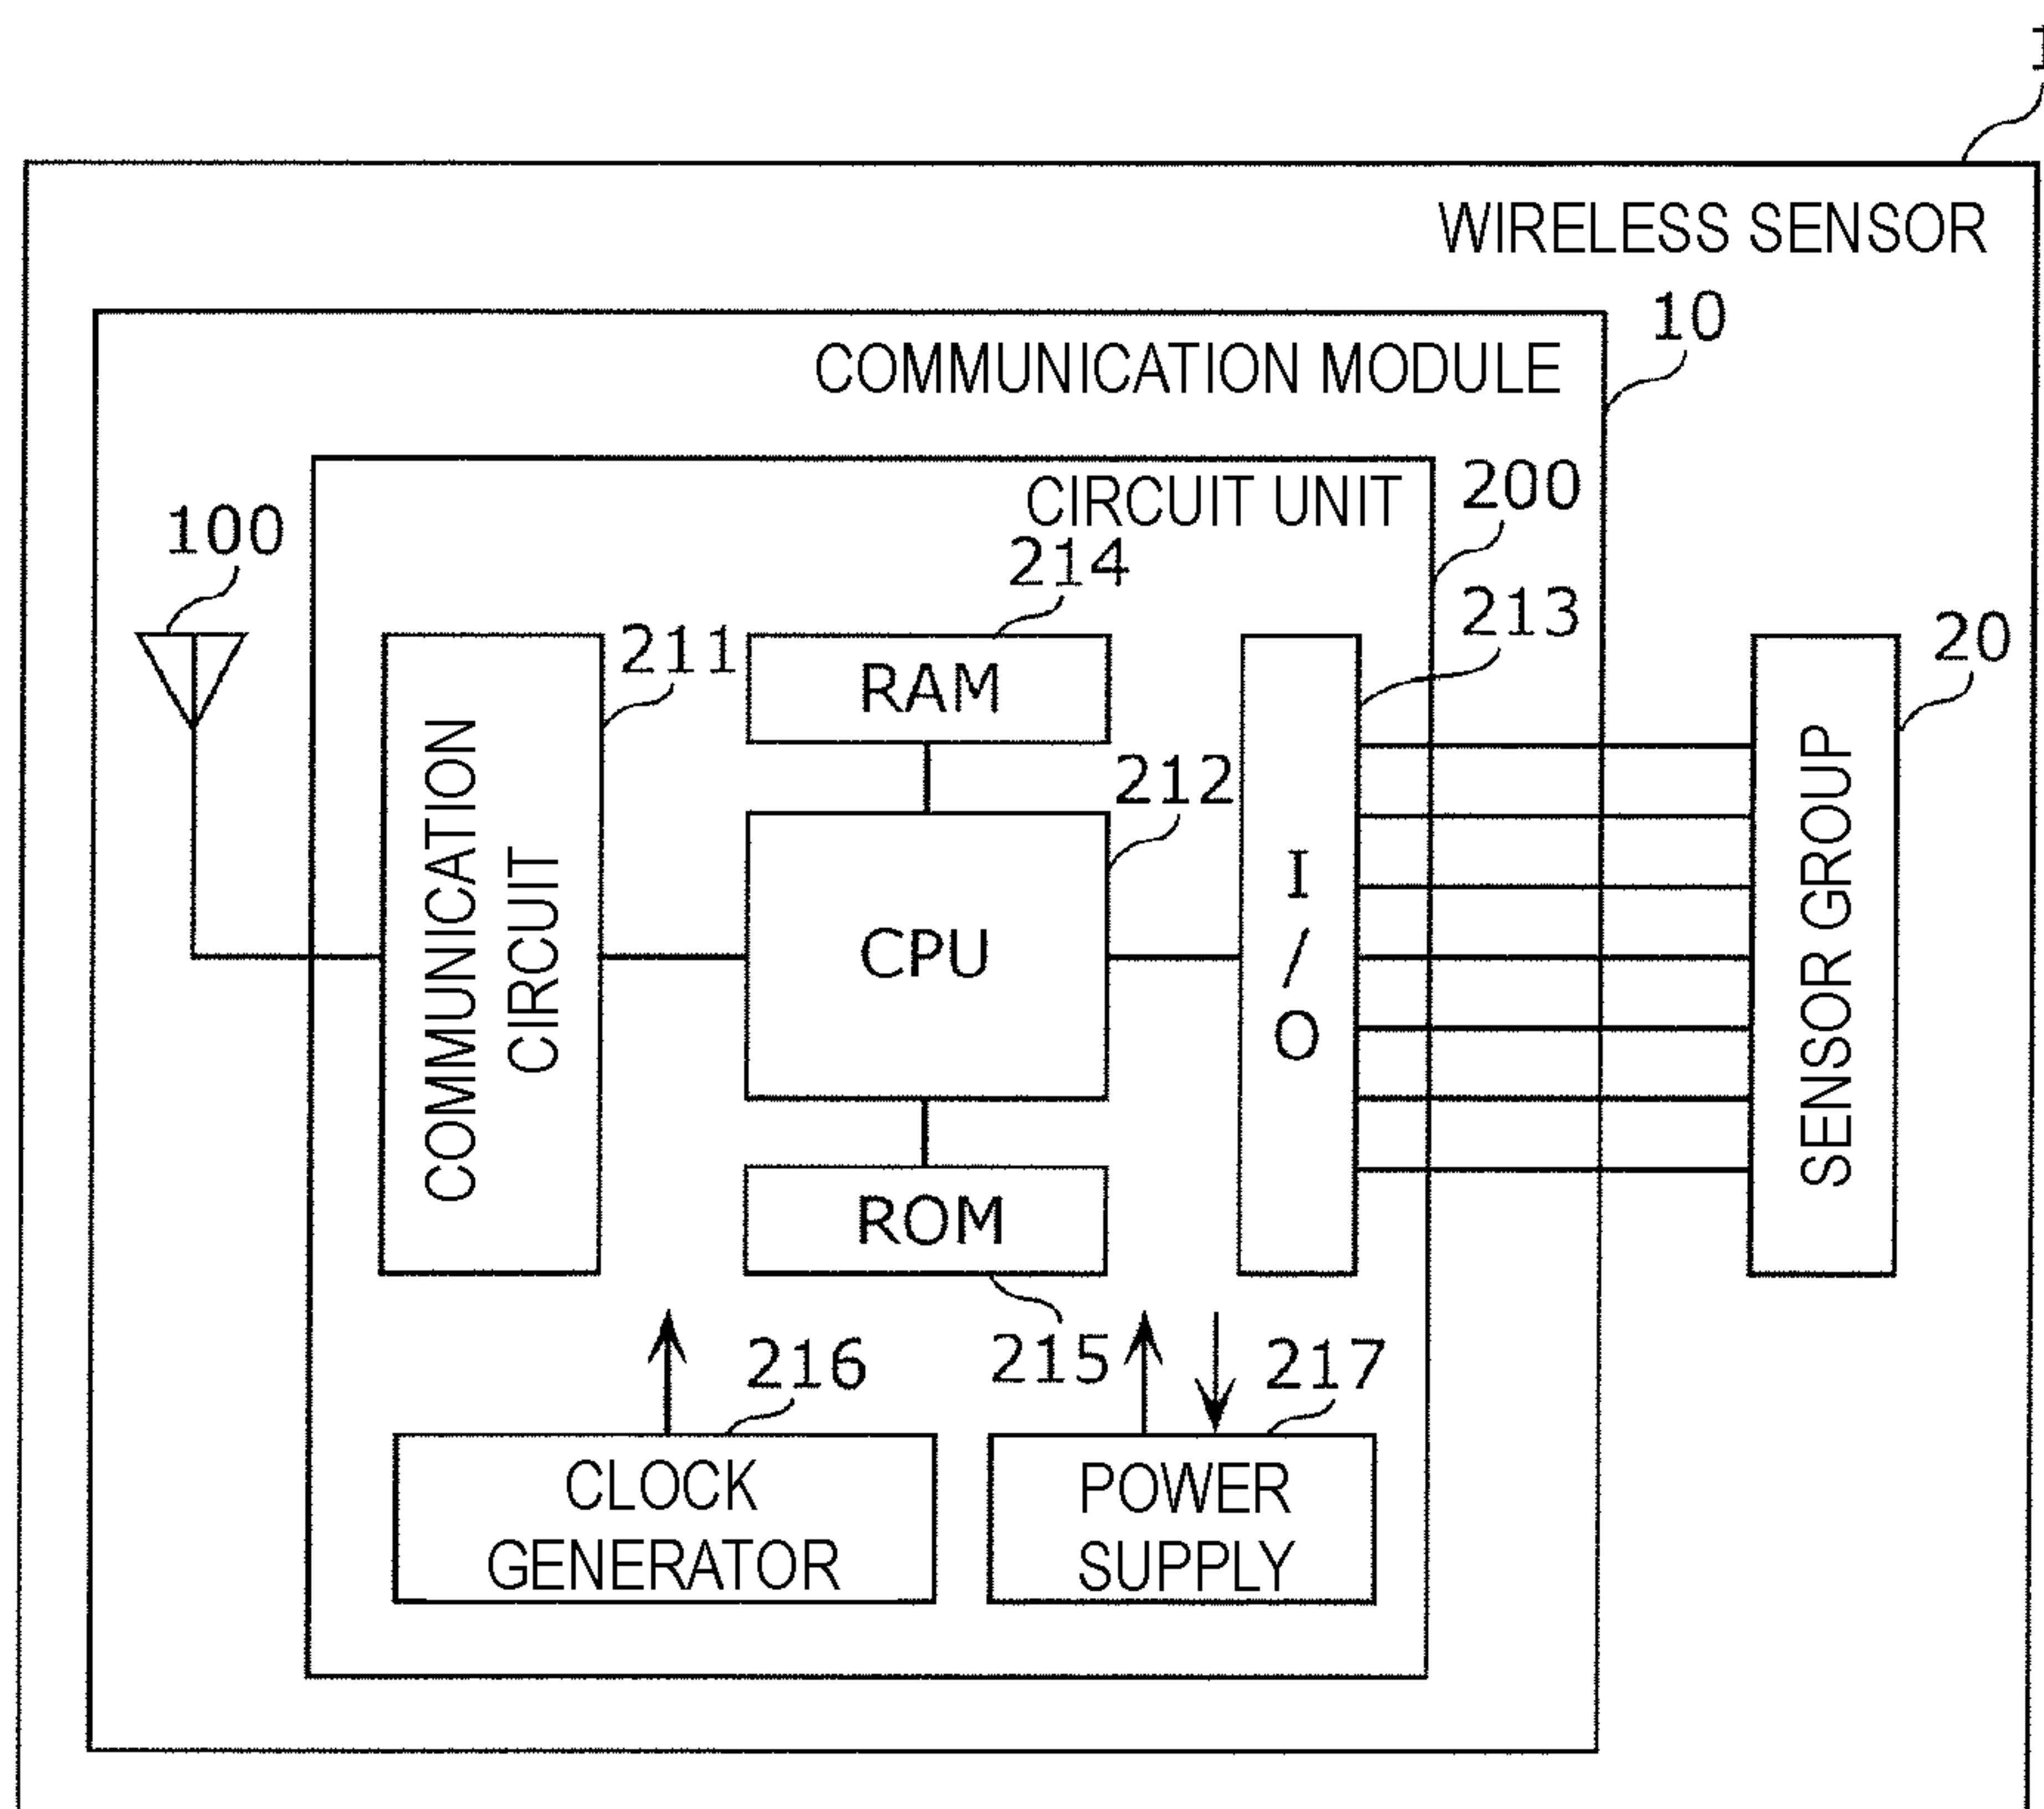 1
WIRELESS SENSOR
10
COMMUNICATION MODULE
200
CIRCUIT UNIT
100
214
213
211
20
RAM
212
COMMUNICATION
CIRCUIT
CPU
I
/
O
SENSOR GROUP
ROM
215
216
217
CLOCK
GENERATOR
POWER
SUPPLY